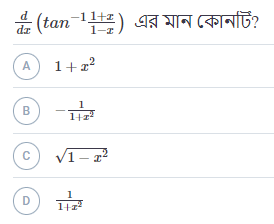 d/dx (tan⁻¹ (1+x)/(1−x)) এর মান কোনটি?
A 1 + x²
B − 1/(1+x²)
C √(1 − x²)
D 1/(1+x²)